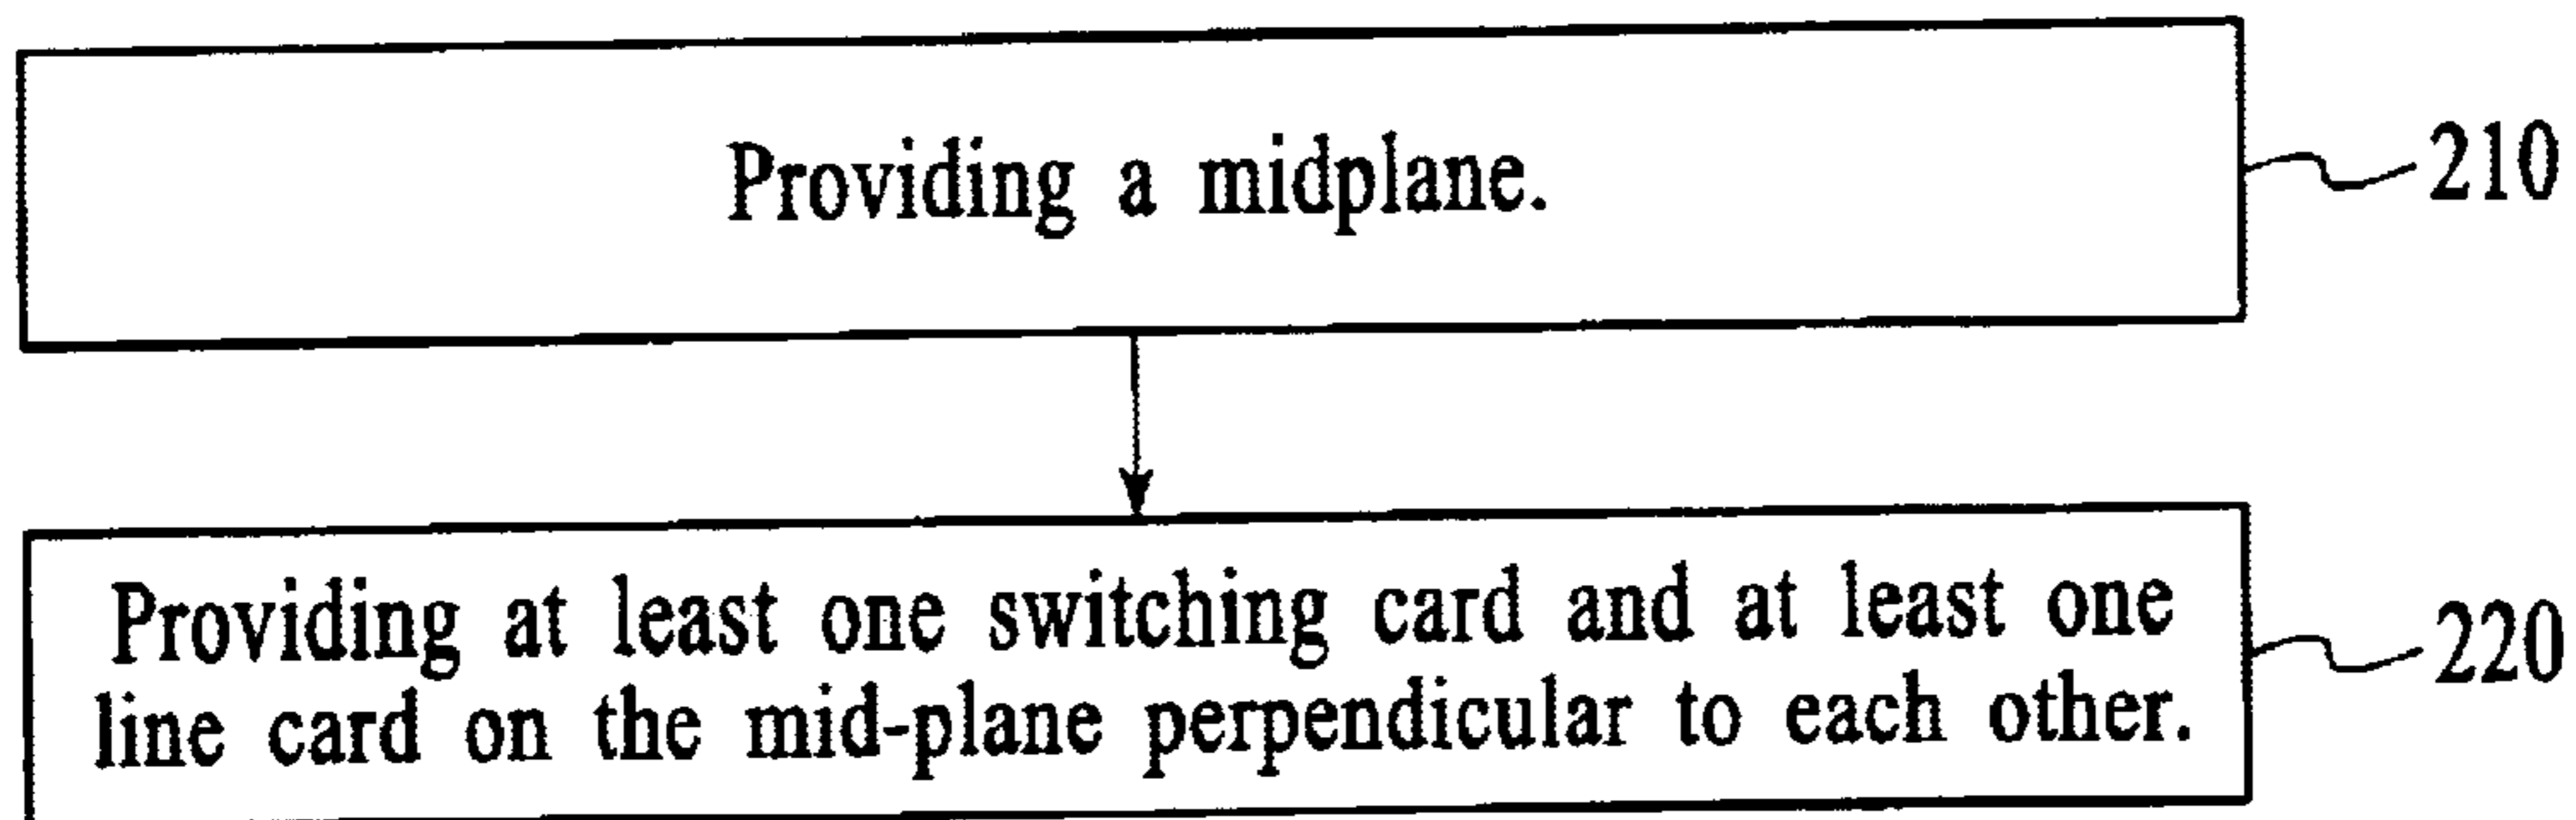 Providing a midplane.
210
Providing at least one switching card and at least one
line card on the mid-plane perpendicular to each other.
220